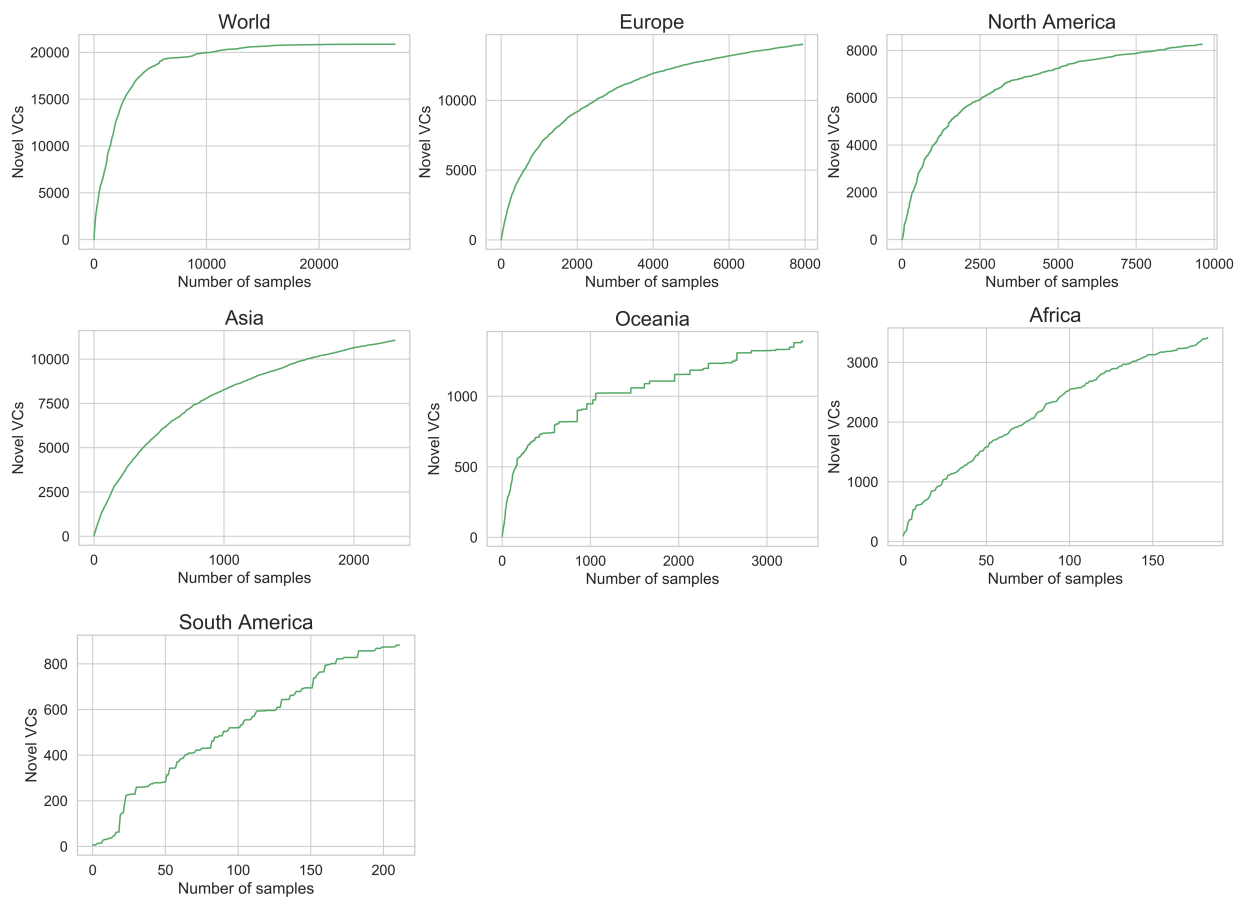 World
Novel VCs
20000
15000
10000
5000
0
0 10000 20000
Number of samples
Europe
Novel VCs
10000
5000
0
0 2000 4000 6000 8000
Number of samples
North America
Novel VCs
8000
6000
4000
2000
0
0 2500 5000 7500 10000
Number of samples
Asia
Novel VCs
10000
7500
5000
2500
0
0 1000 2000
Number of samples
Oceania
Novel VCs
1000
500
0
0 1000 2000 3000
Number of samples
Africa
Novel VCs
3000
2000
1000
0
0 50 100 150
Number of samples
South America
Novel VCs
800
600
400
200
0
0 50 100 150 200
Number of samples